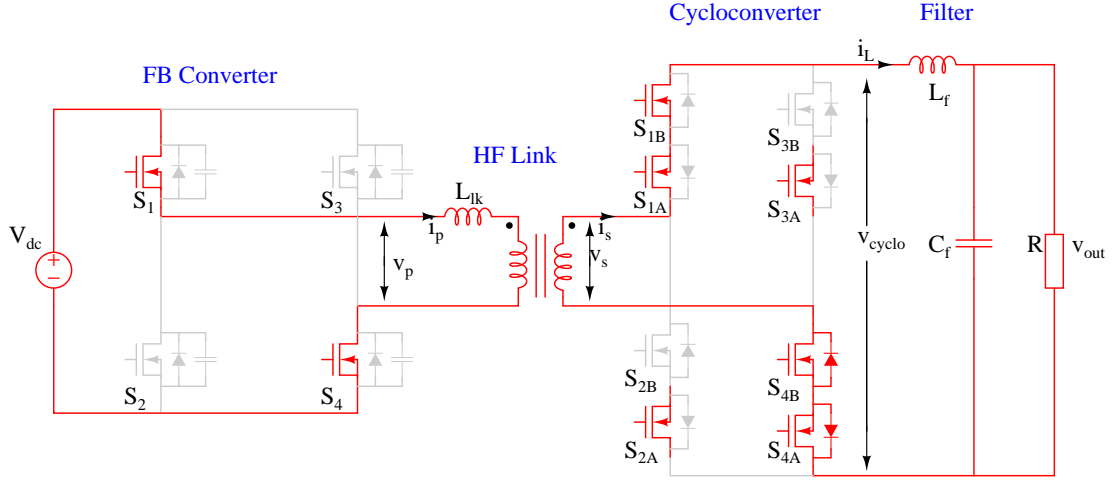 Cycloconverter
Filter
FB Converter
HF Link
i_L
L_f
S_1B
S_3B
S_1
S_3
L_lk
S_1A
S_3A
V_dc
i_p
i_s
v_p
v_s
v_cyclo
C_f
R
v_out
S_2
S_4
S_2B
S_4B
S_2A
S_4A